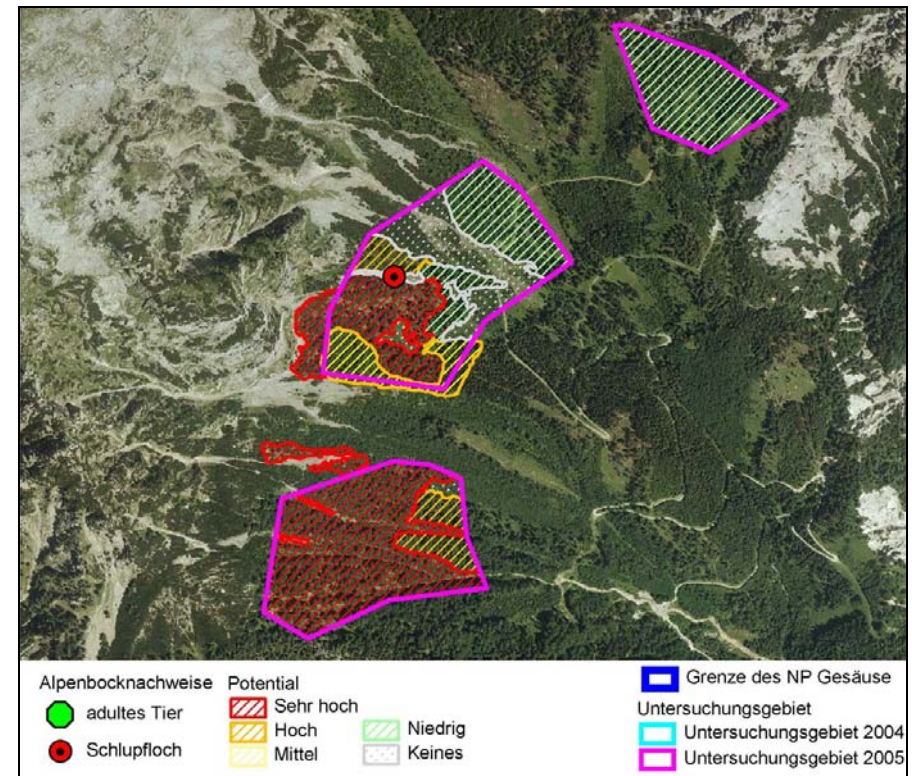 Alpenbocknachweise
adultes Tier
Schlupfloch
Potential
Sehr hoch
Hoch
Mittel
Niedrig
Keines
Grenze des NP Gesäuse
Untersuchungsgebiet
Untersuchungsgebiet 2004
Untersuchungsgebiet 2005